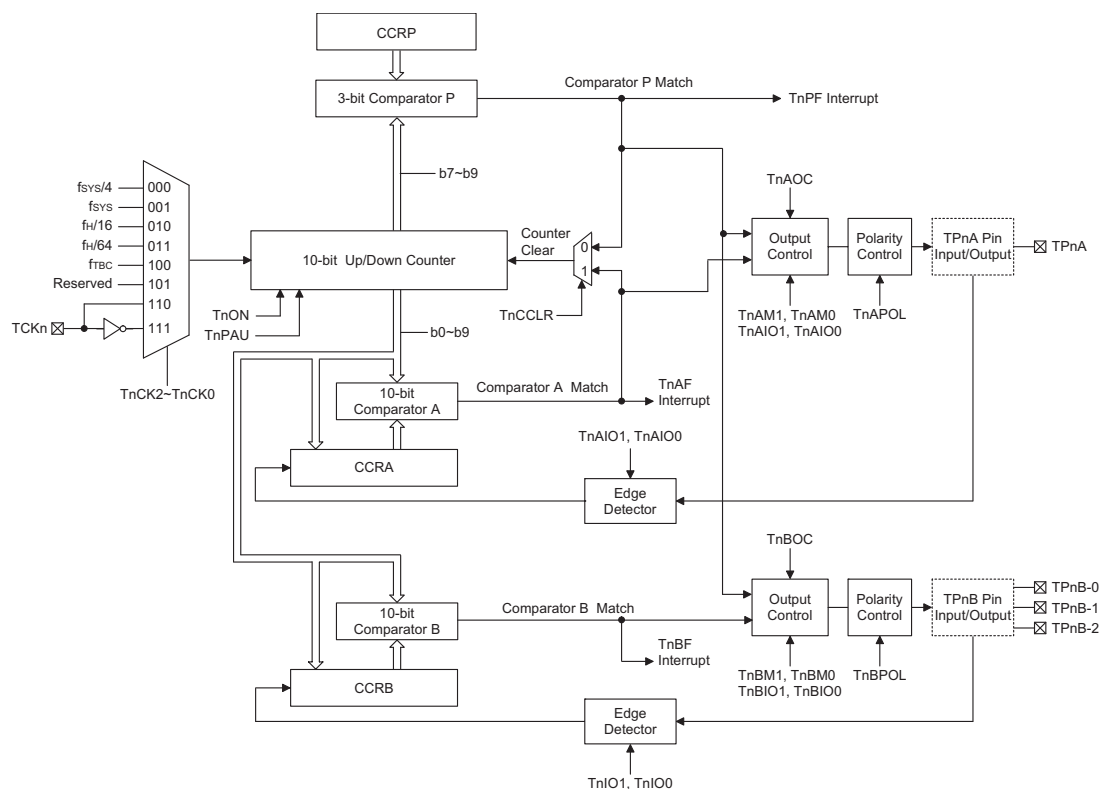 CCRP
3-bit Comparator P
Comparator P Match
TnPF Interrupt
b7~b9
fSYS/4
000
fSYS
001
fH/16
010
fH/64
011
fTBC
100
Reserved
101
110
TCKn
111
TnCK2~TnCK0
10-bit Up/Down Counter
Counter
Clear
0
1
TnON
TnPAU
TnCCLR
b0~b9
TnAOC
Output
Control
Polarity
Control
TPnA Pin
Input/Output
TPnA
TnAM1, TnAM0
TnAIO1, TnAIO0
TnAPOL
10-bit
Comparator A
Comparator A Match
TnAF
Interrupt
CCRA
TnAIO1, TnAIO0
Edge
Detector
TnBOC
Output
Control
Polarity
Control
TPnB Pin
Input/Output
TPnB-0
TPnB-1
TPnB-2
10-bit
Comparator B
Comparator B Match
TnBF
Interrupt
TnBM1, TnBM0
TnBIO1, TnBIO0
TnBPOL
CCRB
Edge
Detector
TnIO1, TnIO0